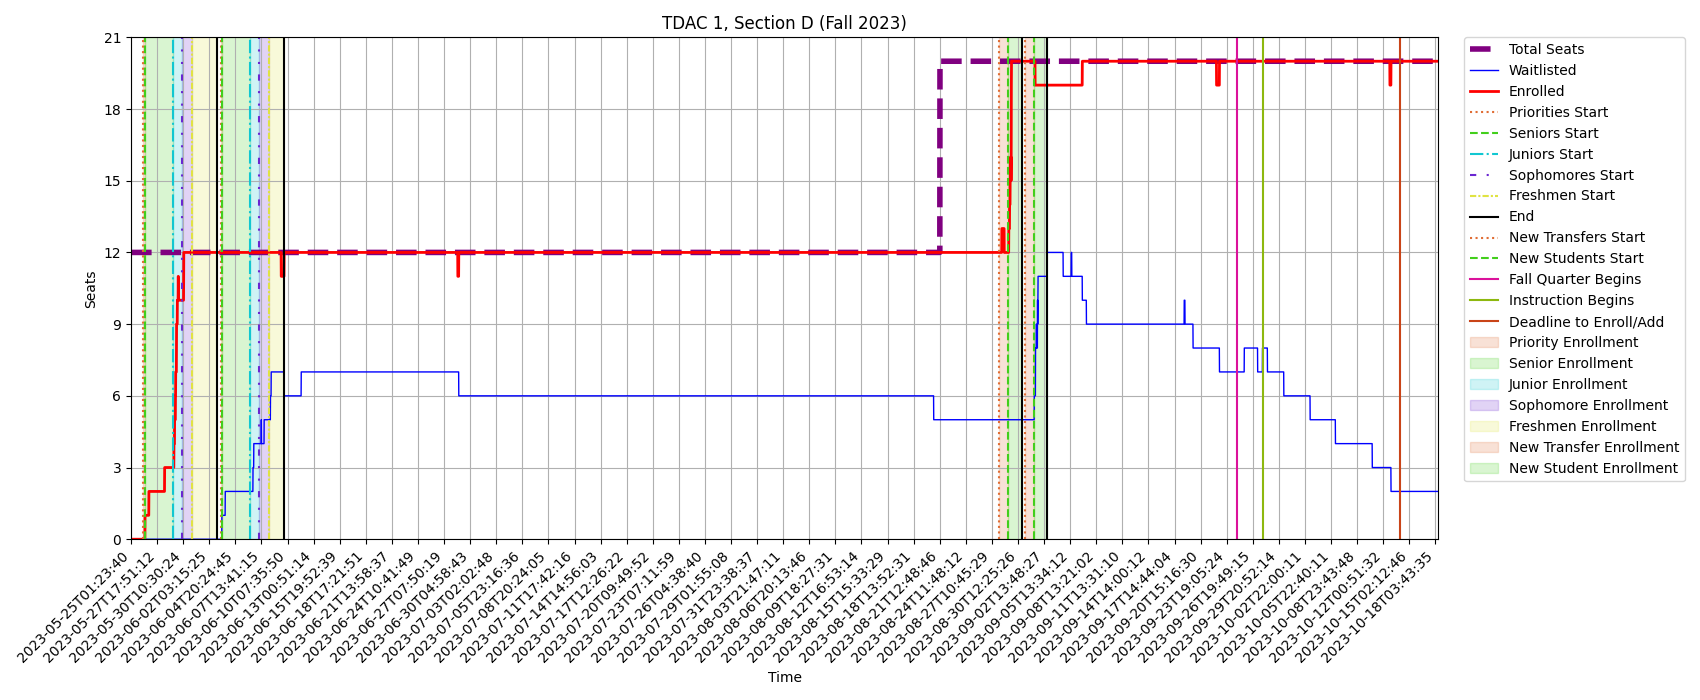 TDAC 1, Section D (Fall 2023)
Seats
21
18
15
12
9
6
3
0
2023-05-25T01:23:40
2023-05-27T17:51:12
2023-05-30T10:30:24
2023-06-02T03:15:25
2023-06-04T20:24:45
2023-06-07T13:41:15
2023-06-10T07:35:50
2023-06-13T00:51:14
2023-06-15T19:52:39
2023-06-18T17:21:51
2023-06-21T13:58:37
2023-06-24T10:41:49
2023-06-27T07:50:19
2023-06-30T04:58:43
2023-07-03T02:02:48
2023-07-05T23:16:36
2023-07-08T20:24:05
2023-07-11T17:42:16
2023-07-14T14:56:03
2023-07-17T12:26:22
2023-07-20T09:49:52
2023-07-23T07:11:59
2023-07-26T04:38:40
2023-07-29T01:55:08
2023-07-31T23:38:37
2023-08-03T21:47:11
2023-08-06T20:13:46
2023-08-09T18:27:31
2023-08-12T16:53:14
2023-08-15T15:33:29
2023-08-18T13:52:31
2023-08-21T12:48:46
2023-08-24T11:48:12
2023-08-27T10:45:29
2023-08-30T12:25:26
2023-09-02T13:48:27
2023-09-05T15:34:12
2023-09-08T13:21:02
2023-09-11T13:31:10
2023-09-14T14:00:12
2023-09-17T14:44:04
2023-09-20T15:16:30
2023-09-23T19:05:24
2023-09-26T19:49:15
2023-09-29T20:52:14
2023-10-02T22:00:11
2023-10-05T22:40:11
2023-10-08T23:43:48
2023-10-12T00:51:32
2023-10-15T02:12:46
2023-10-18T03:43:35
Time
Total Seats
Waitlisted
Enrolled
Priorities Start
Seniors Start
Juniors Start
Sophomores Start
Freshmen Start
End
New Transfers Start
New Students Start
Fall Quarter Begins
Instruction Begins
Deadline to Enroll/Add
Priority Enrollment
Senior Enrollment
Junior Enrollment
Sophomore Enrollment
Freshmen Enrollment
New Transfer Enrollment
New Student Enrollment